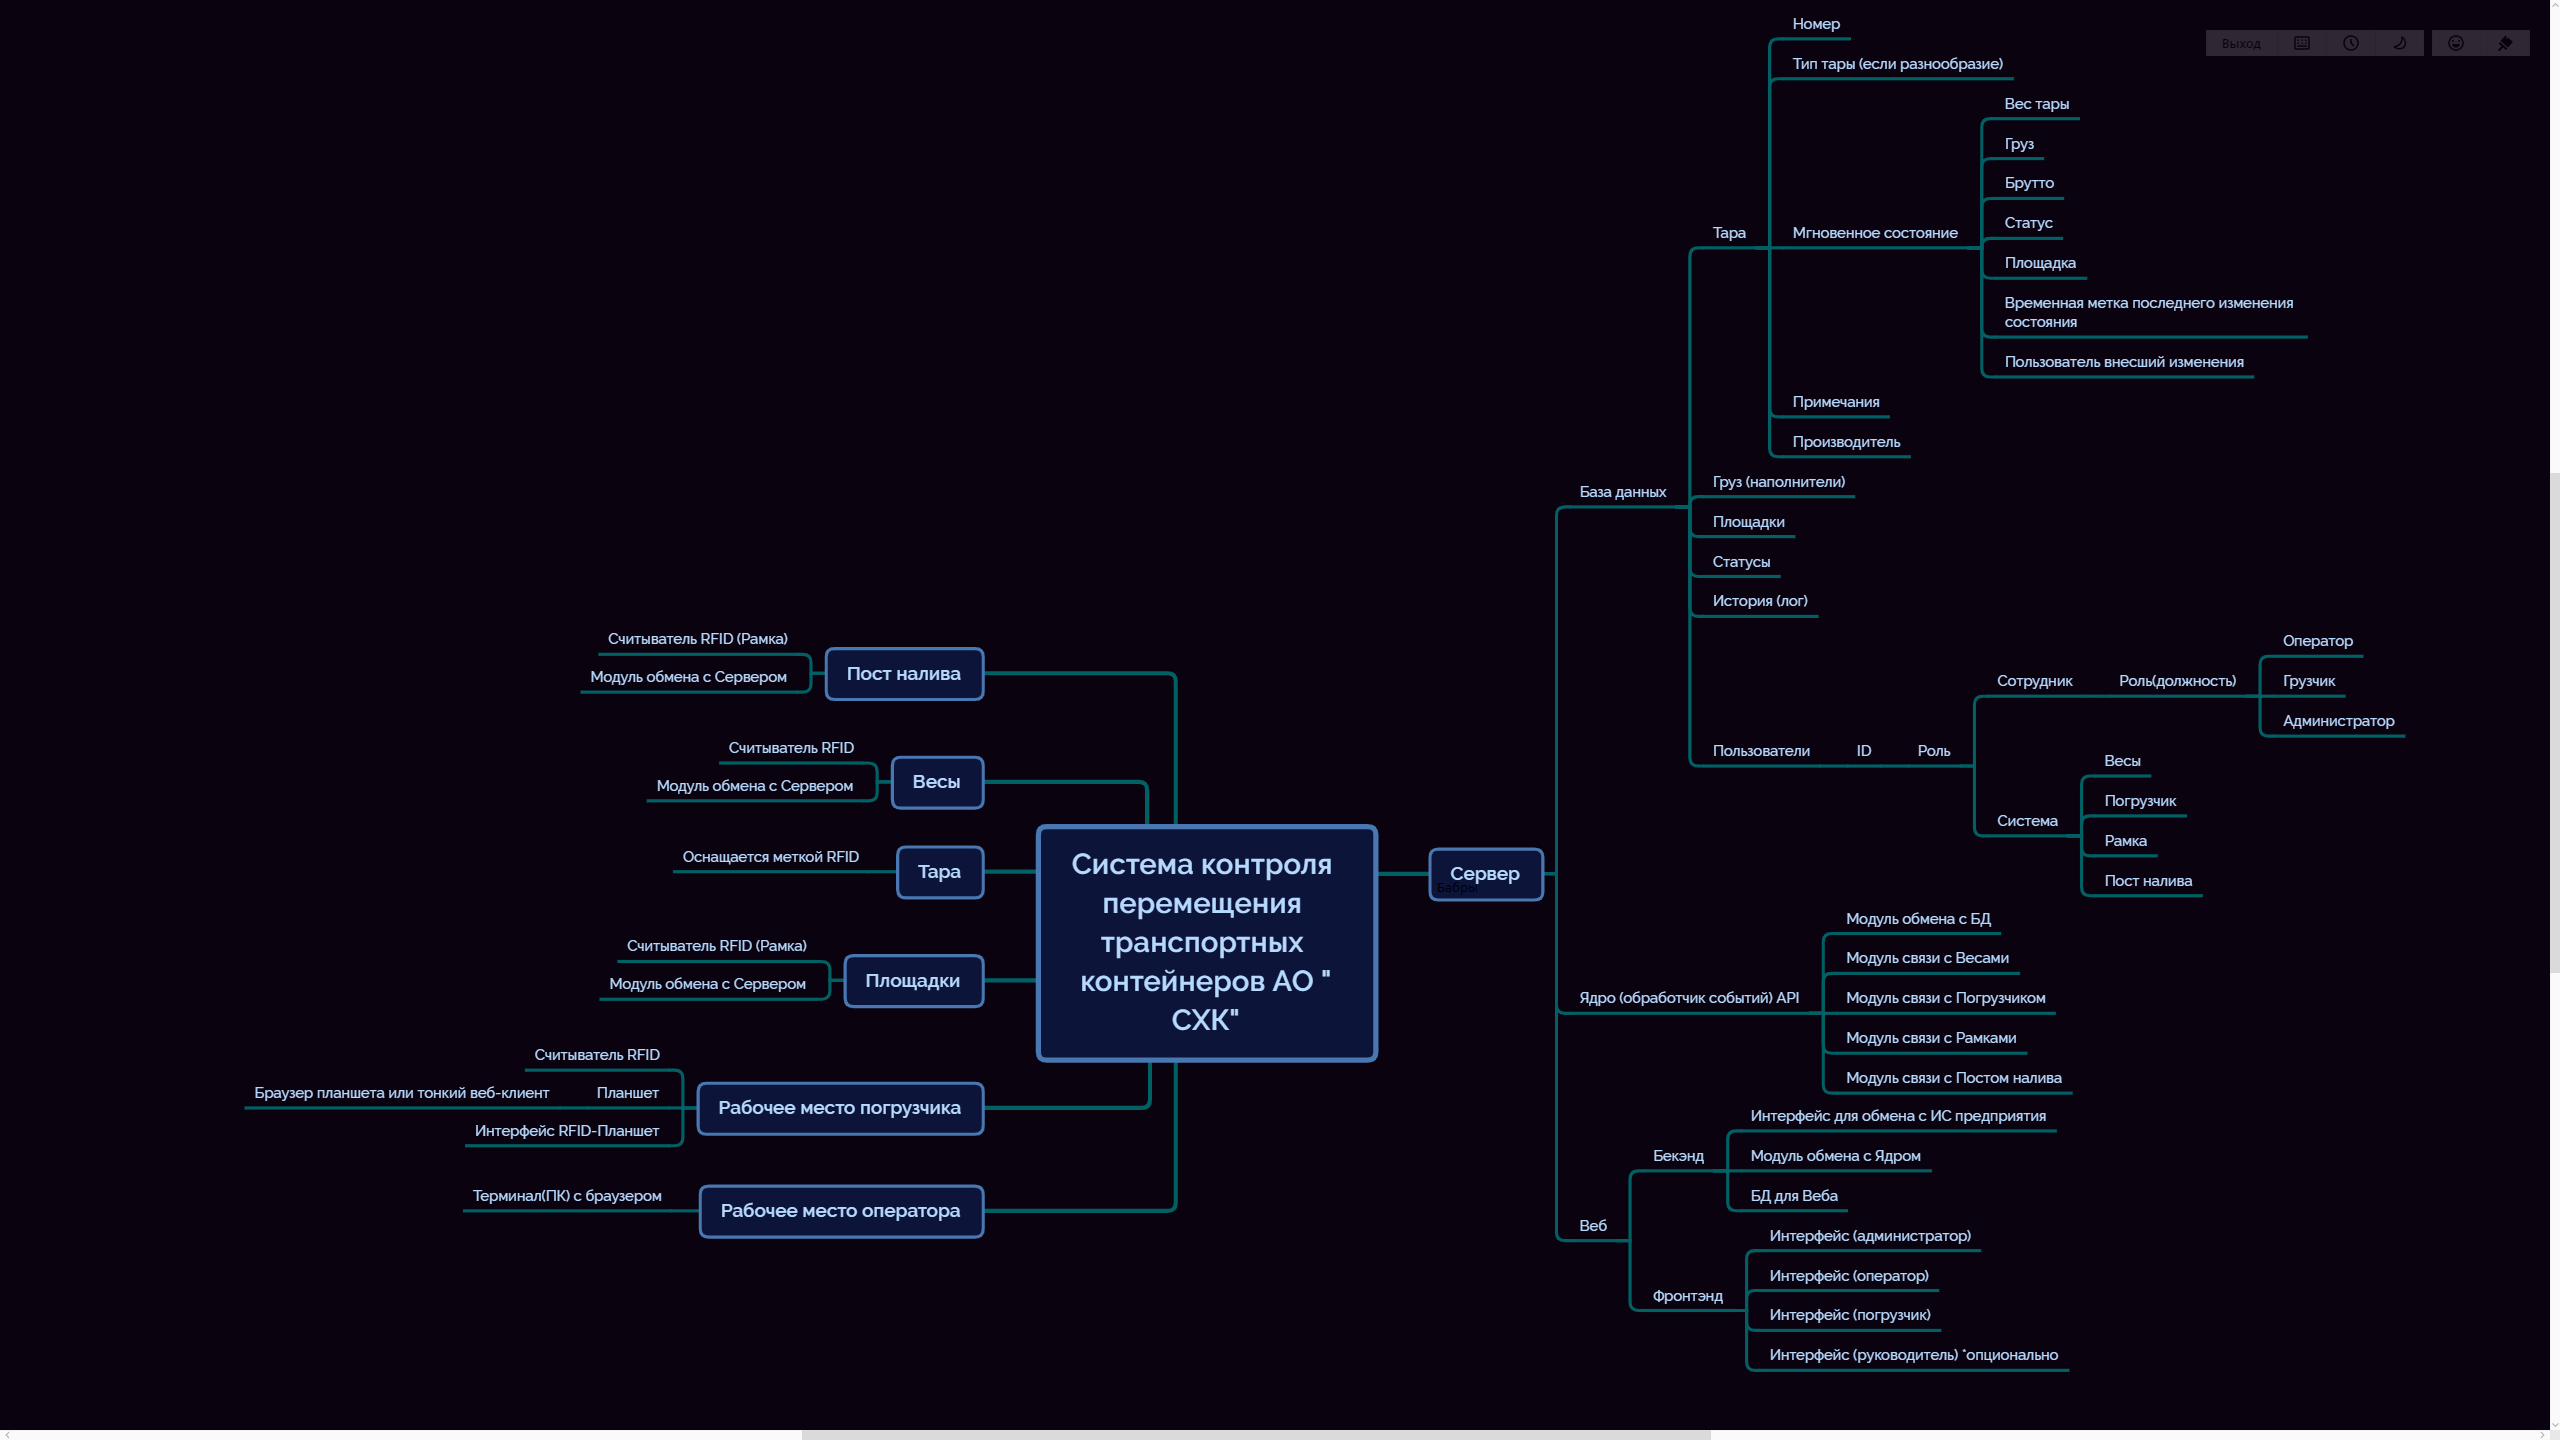 Номер
Выход
Тип тары (если разнообразие)
Вес тары
Груз
Брутто
Статус
Тара
Мгновенное состояние
Площадка
Временная метка последнего изменения
состояния
Пользователь внесший изменения
Примечания
Производитель
База данных
Груз (наполнители)
Площадки
Статусы
История (лог)
Пользователи
ID
Роль
Сотрудник
Роль(должность)
Оператор
Грузчик
Администратор
Система
Весы
Погрузчик
Рамка
Пост налива
Считыватель RFID (Рамка)
Модуль обмена с Сервером
Пост налива
Считыватель RFID
Модуль обмена с Сервером
Весы
Оснащается меткой RFID
Тара
Считыватель RFID (Рамка)
Модуль обмена с Сервером
Площадки
Считыватель RFID
Браузер планшета или тонкий веб-клиент
Планшет
Интерфейс RFID-Планшет
Рабочее место погрузчика
Терминал(ПК) с браузером
Рабочее место оператора
Система контроля
перемещения
транспортных
контейнеров АО "
СХК"
Сервер
Бабры
Ядро (обработчик событий) API
Модуль обмена с БД
Модуль связи с Весами
Модуль связи с Погрузчиком
Модуль связи с Рамками
Модуль связи с Постом налива
Веб
Бекэнд
Интерфейс для обмена с ИС предприятия
Модуль обмена с Ядром
БД для Веба
Фронтэнд
Интерфейс (администратор)
Интерфейс (оператор)
Интерфейс (погрузчик)
Интерфейс (руководитель) *опционально